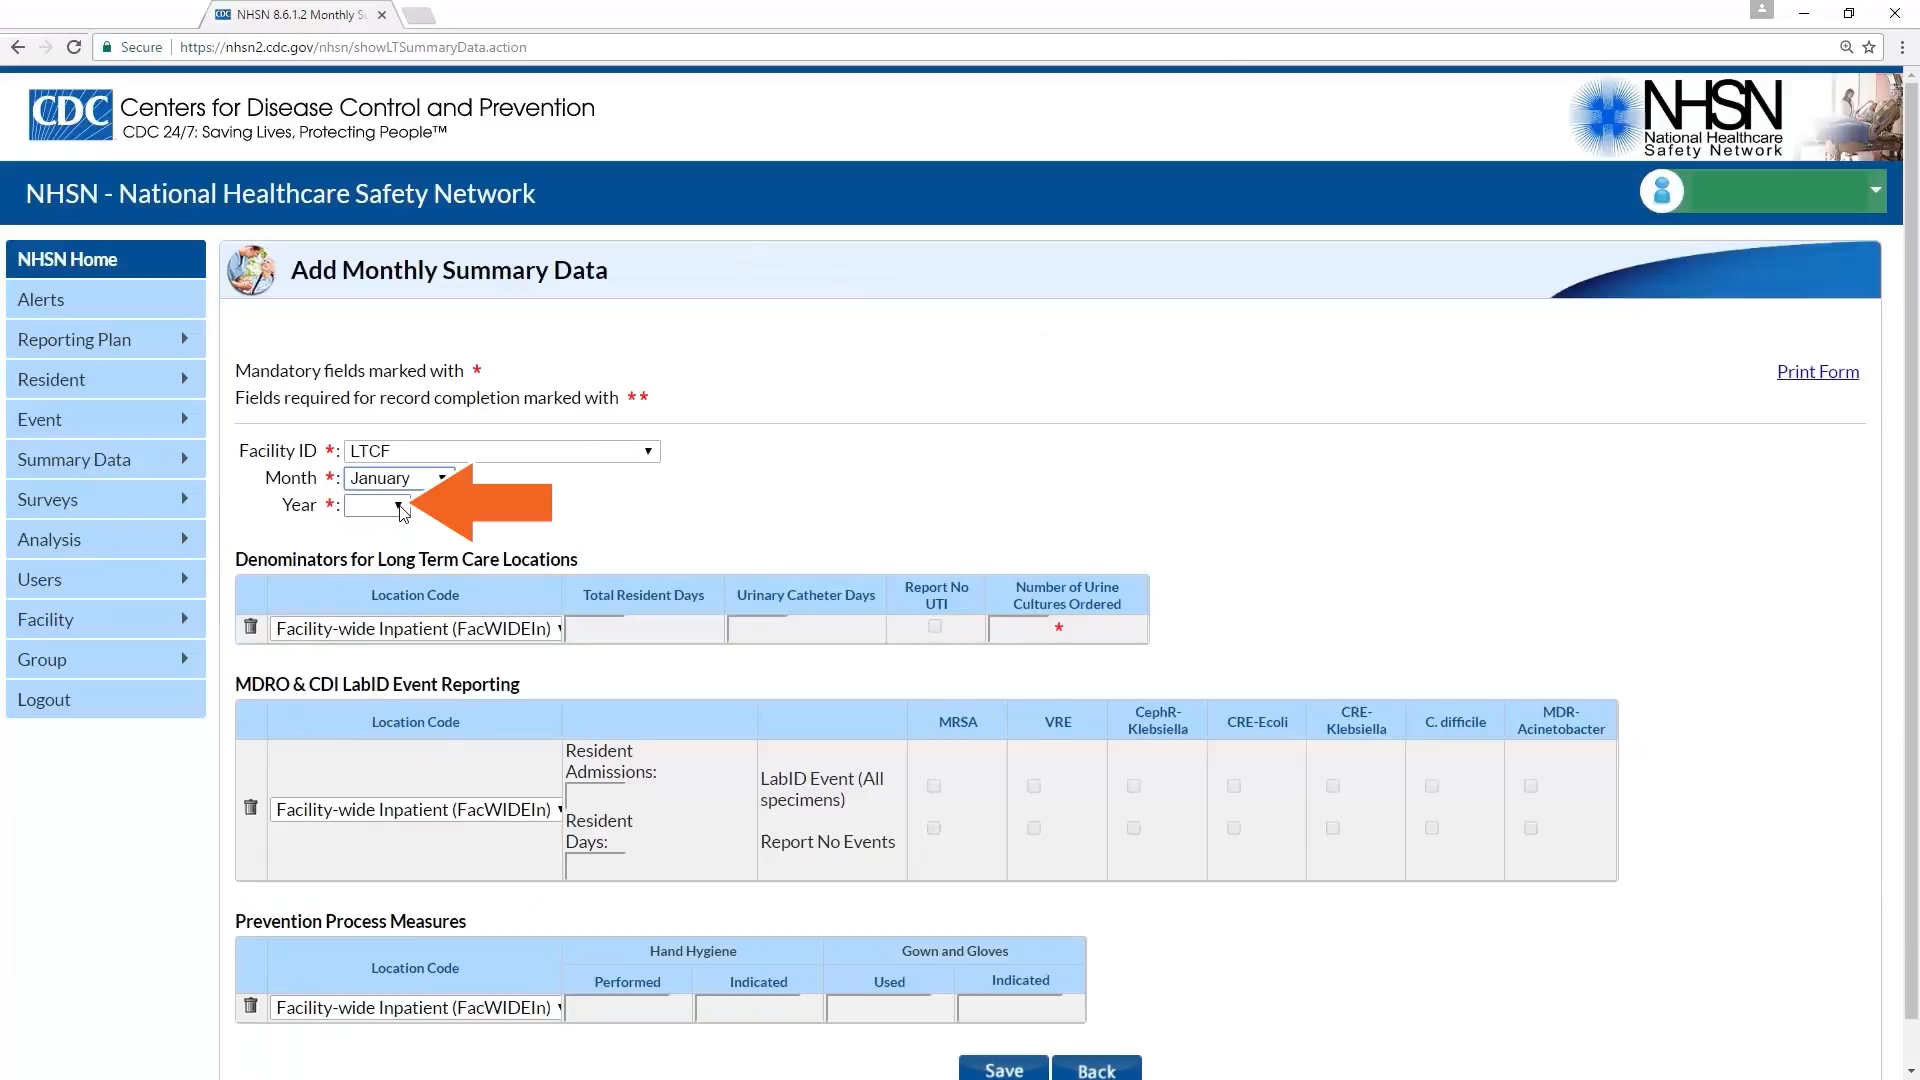 NHSN 8.6.1.2 Monthly Su
Secure https://nhsn2.cdc.gov/nhsn/showLTSummaryData.action
CDC Centers for Disease Control and Prevention
CDC 24/7: Saving Lives, Protecting People™
NHSN
National Healthcare
Safety Network
NHSN - National Healthcare Safety Network
NHSN Home
Alerts
Reporting Plan
Resident
Event
Summary Data
Surveys
Analysis
Users
Facility
Group
Logout
Add Monthly Summary Data
Mandatory fields marked with *
Print Form
Fields required for record completion marked with **
Facility ID *: LTCF
Month *: January
Year *:
Denominators for Long Term Care Locations
Location Code Total Resident Days Urinary Catheter Days Report No UTI Number of Urine Cultures Ordered
Facility-wide Inpatient (FacWIDEIn) *
MDRO & CDI LabID Event Reporting
Location Code MRSA VRE CephR-Klebsiella CRE-Ecoli CRE-Klebsiella C. difficile MDR-Acinetobacter
Facility-wide Inpatient (FacWIDEIn)
Resident
Admissions:
Resident
Days:
LabID Event (All
specimens)
Report No Events
Prevention Process Measures
Location Code Hand Hygiene Gown and Gloves
Performed Indicated Used Indicated
Facility-wide Inpatient (FacWIDEIn)
Save Back